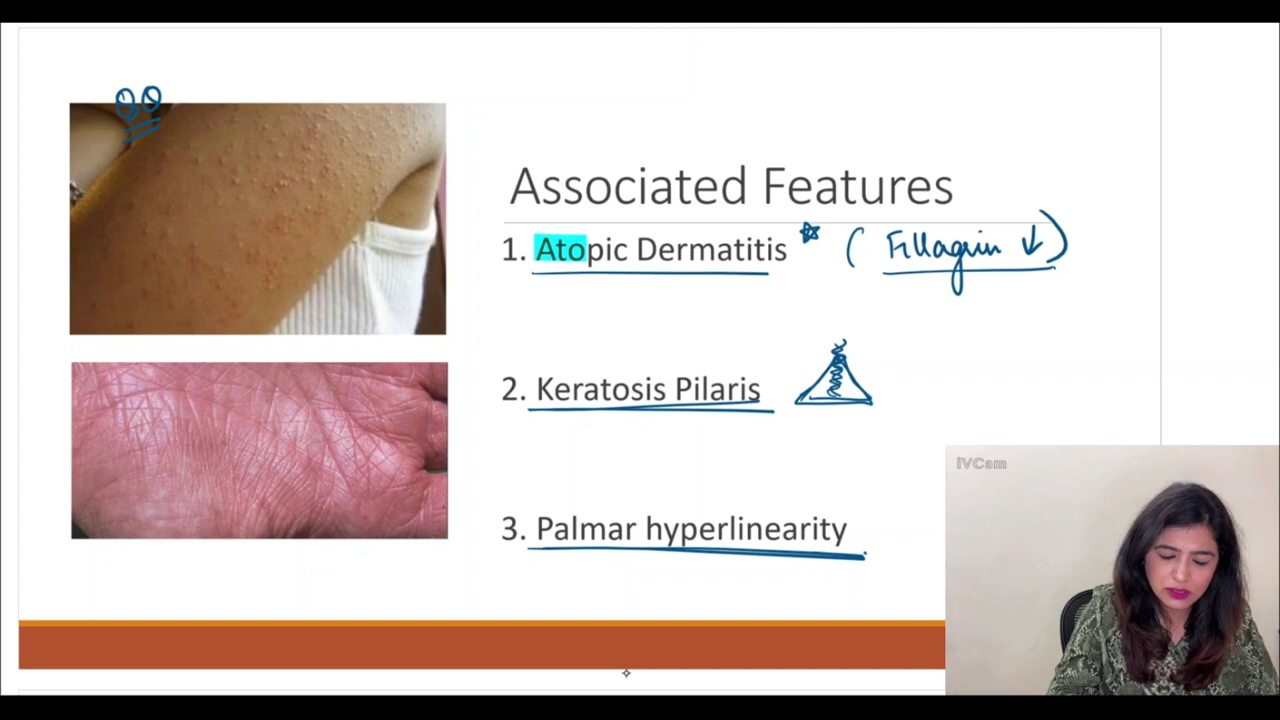 Associated Features
1. Atopic Dermatitis ( Fillagrin ↓ )
2. Keratosis Pilaris
3. Palmar hyperlinearity
iVCam